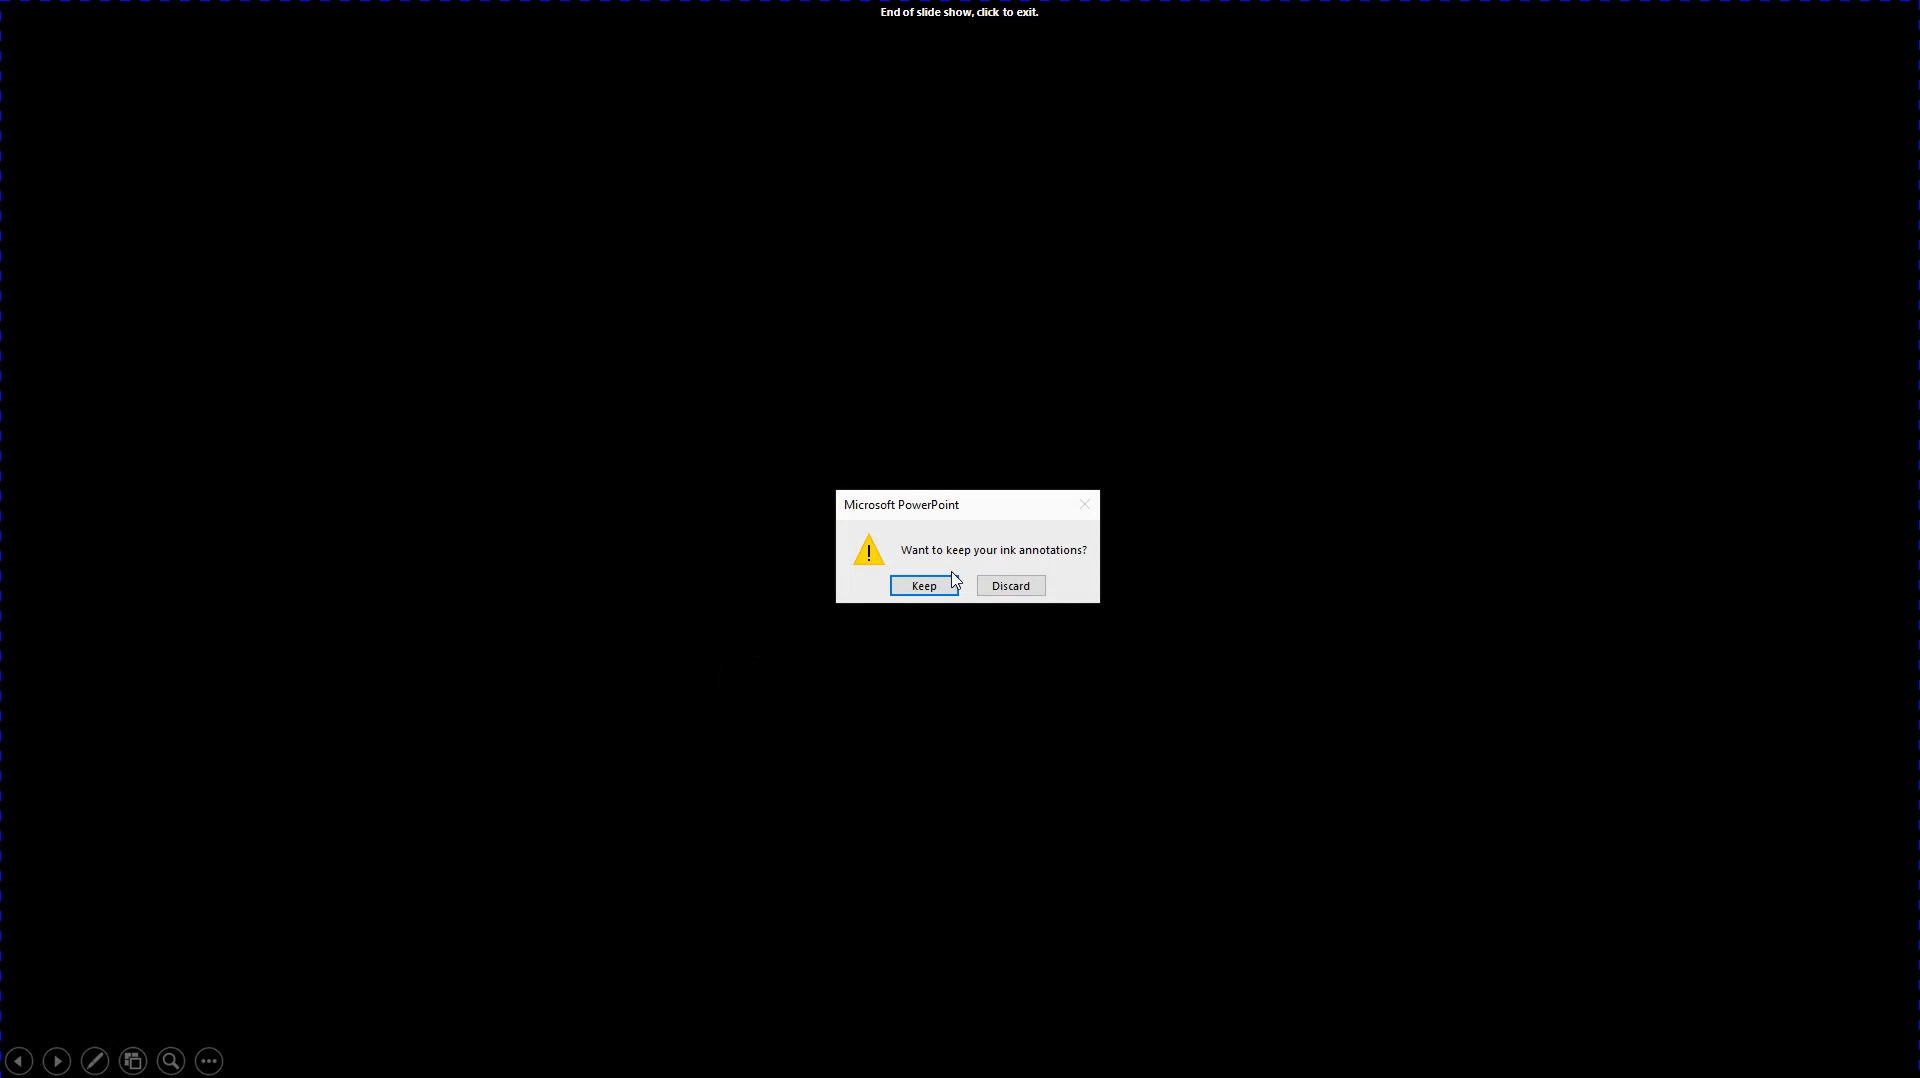 End of slide show, click to exit.
Microsoft PowerPoint
Want to keep your ink annotations?
Keep
Discard